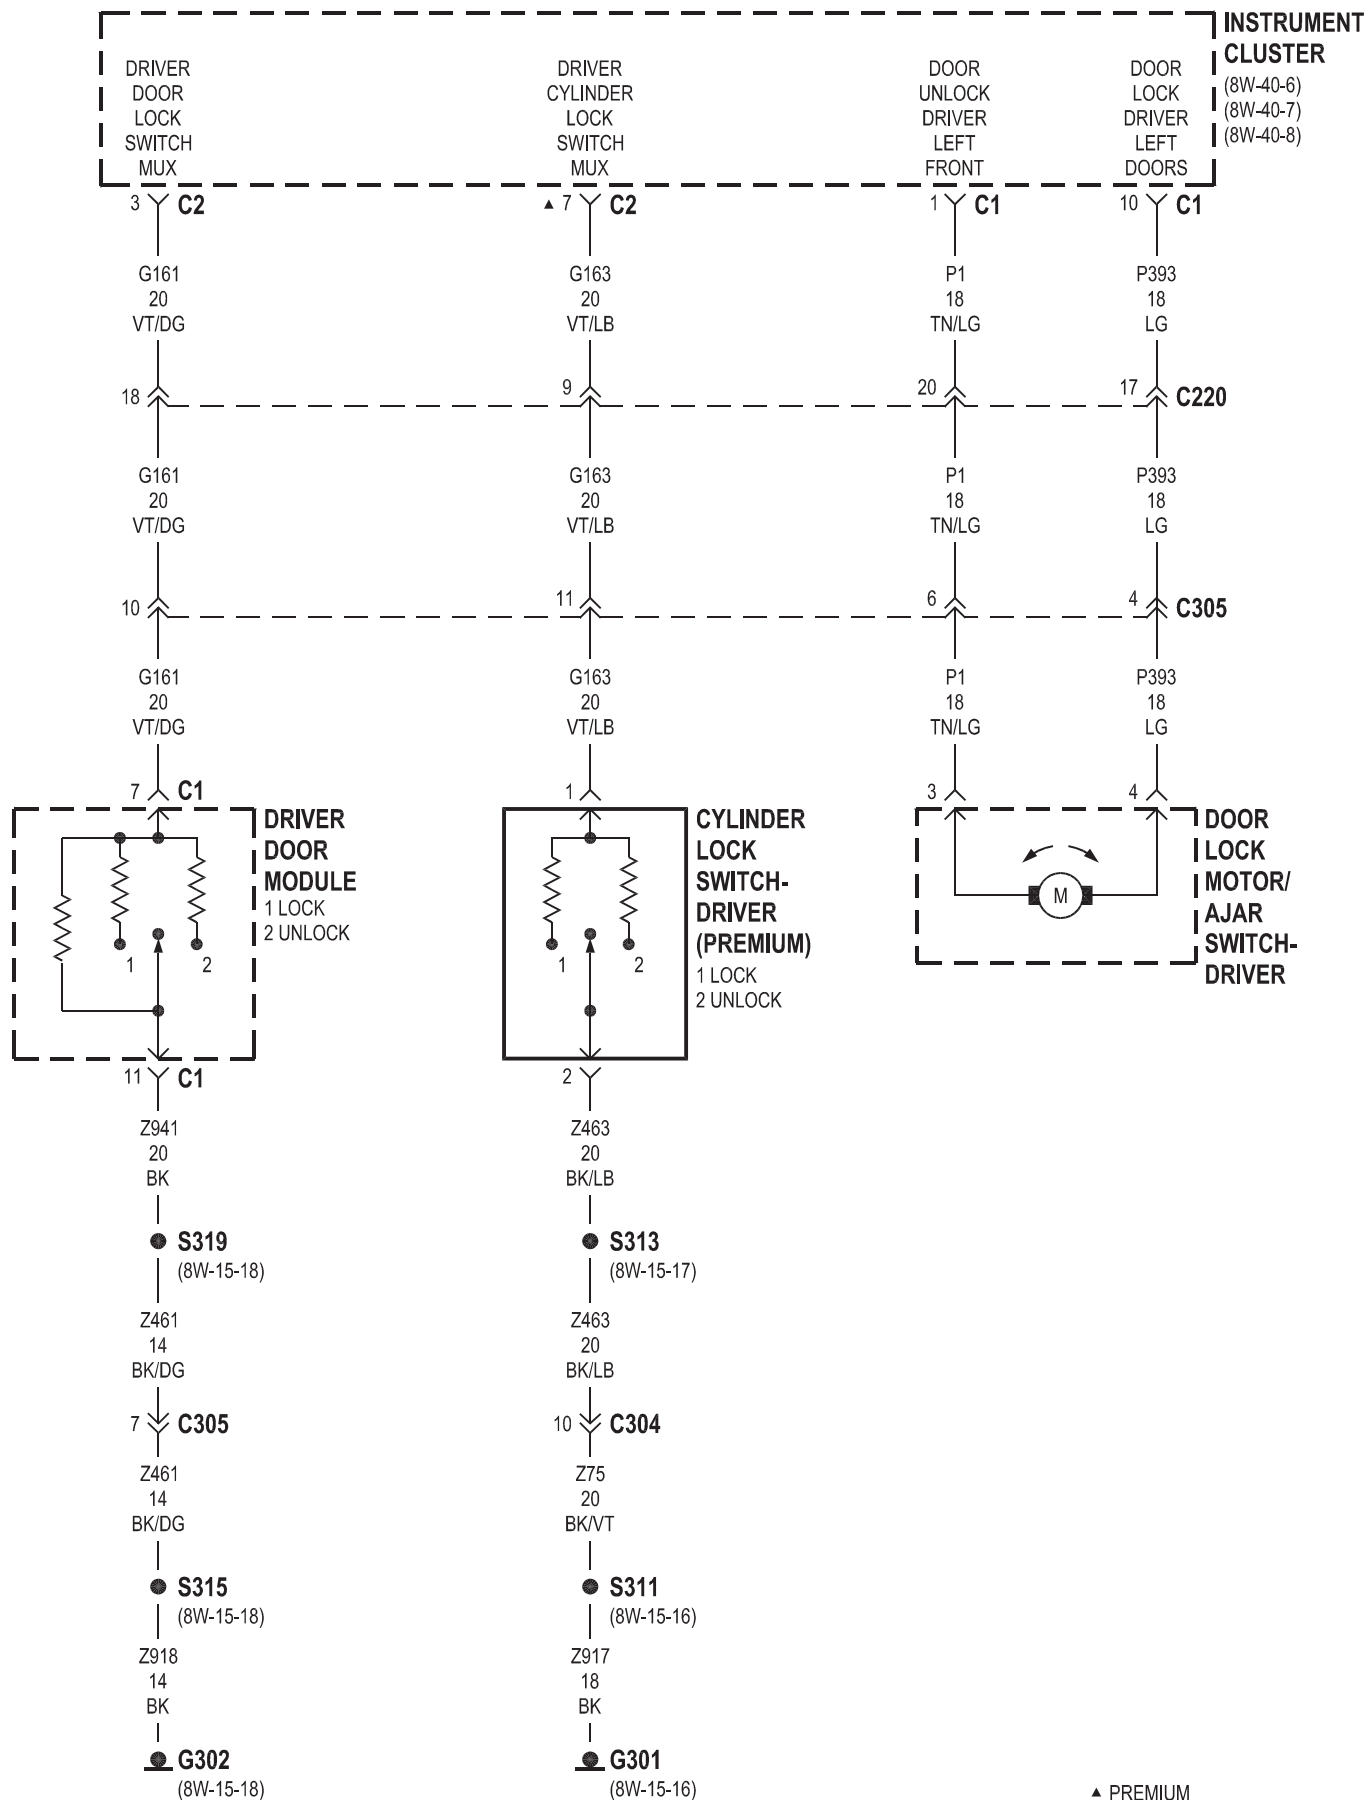 INSTRUMENT
CLUSTER
(8W-40-6)
(8W-40-7)
(8W-40-8)
DRIVER
DOOR
LOCK
SWITCH
MUX
DRIVER
CYLINDER
LOCK
SWITCH
MUX
DOOR
UNLOCK
DRIVER
LEFT
FRONT
DOOR
LOCK
DRIVER
LEFT
DOORS
3 C2
▲ 7 C2
1 C1
10 C1
G161
20
VT/DG
G163
20
VT/LB
P1
18
TN/LG
P393
18
LG
18
9
20
17 C220
G161
20
VT/DG
G163
20
VT/LB
P1
18
TN/LG
P393
18
LG
10
11
6
4 C305
G161
20
VT/DG
G163
20
VT/LB
P1
18
TN/LG
P393
18
LG
7 C1
1
3
4
DRIVER
DOOR
MODULE
1 LOCK
2 UNLOCK
1
2
CYLINDER
LOCK
SWITCH-
DRIVER
(PREMIUM)
1 LOCK
2 UNLOCK
1
2
DOOR
LOCK
MOTOR/
AJAR
SWITCH-
DRIVER
M
11 C1
2
Z941
20
BK
Z463
20
BK/LB
S319
(8W-15-18)
S313
(8W-15-17)
Z461
14
BK/DG
Z463
20
BK/LB
7 C305
10 C304
Z461
14
BK/DG
Z75
20
BK/VT
S315
(8W-15-18)
S311
(8W-15-16)
Z918
14
BK
Z917
18
BK
G302
(8W-15-18)
G301
(8W-15-16)
▲ PREMIUM